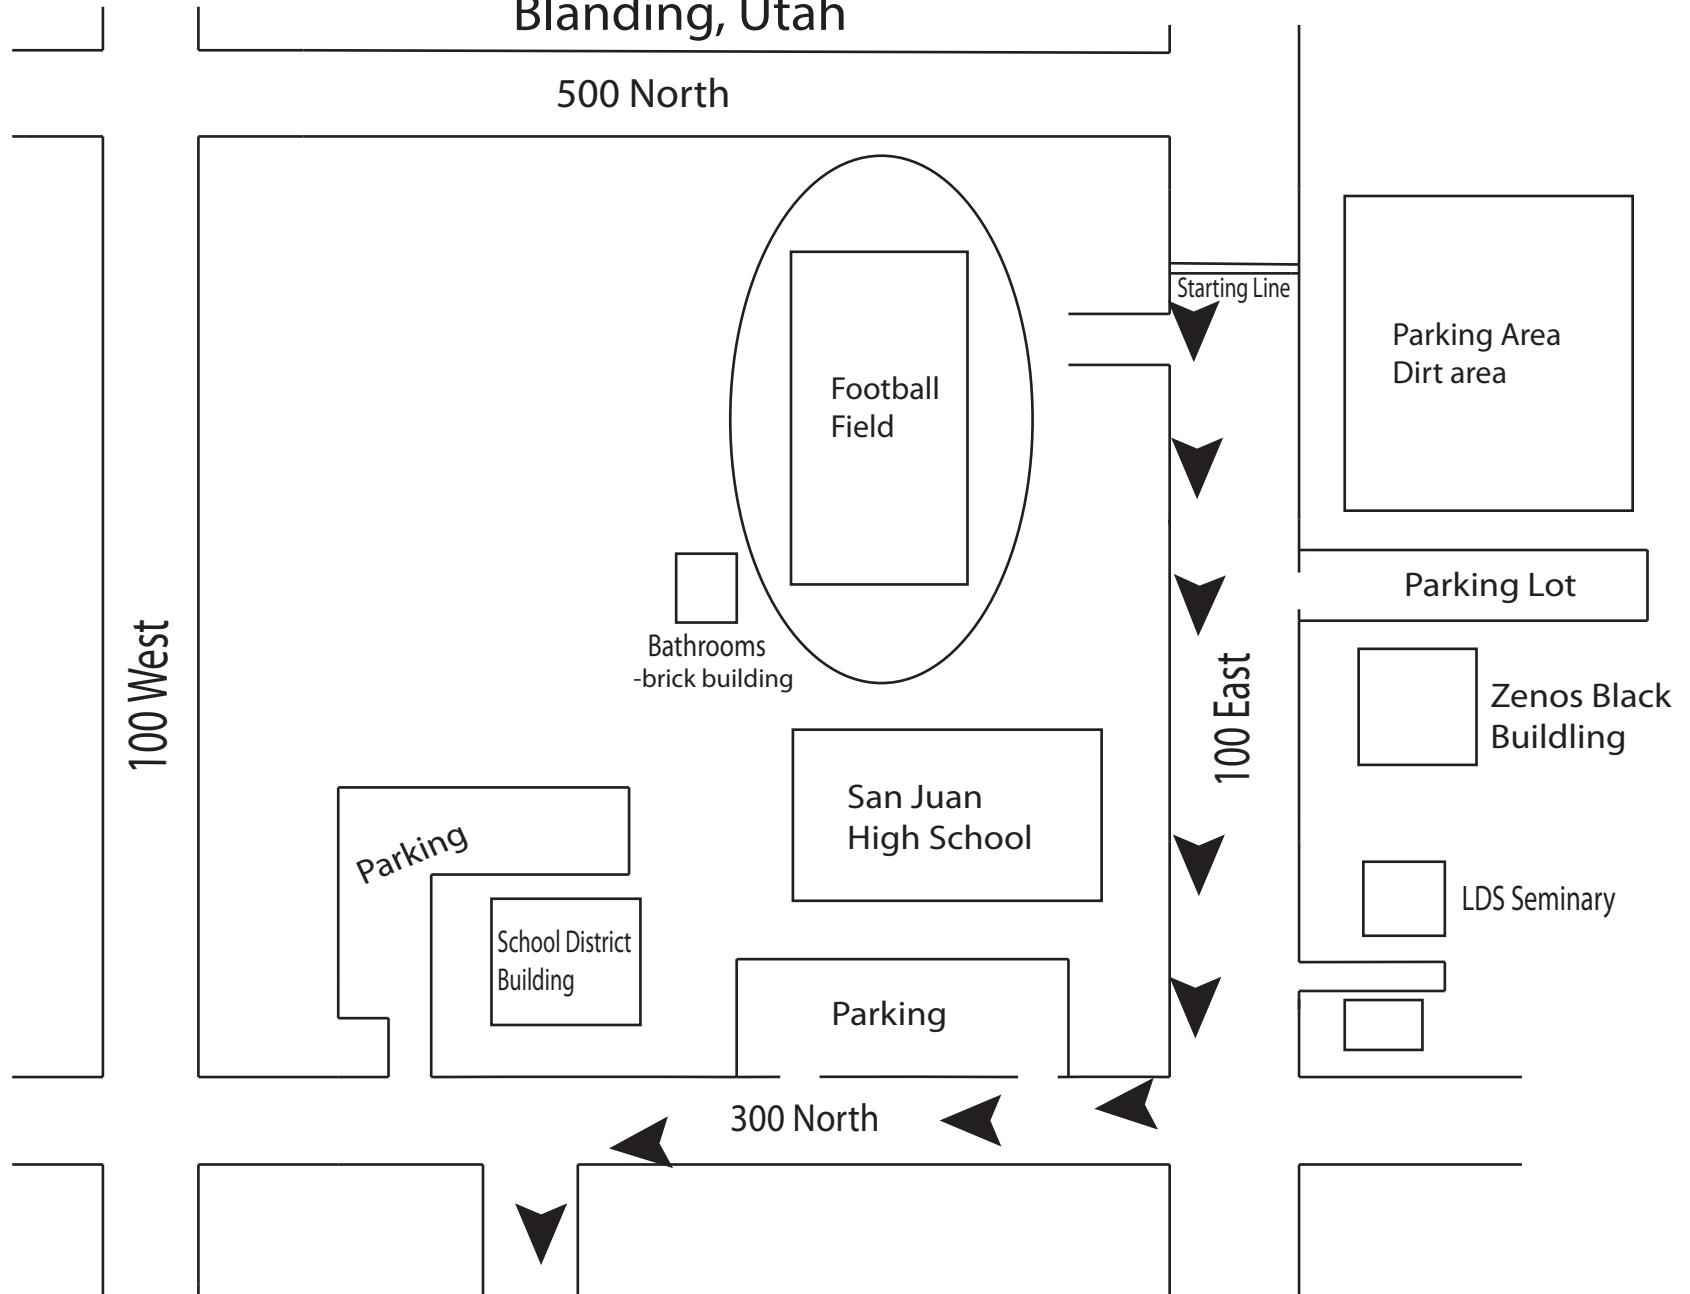 Blanding, Utah
500 North
Starting Line
Parking Area
Dirt area
Football
Field
Parking Lot
Bathrooms
-brick building
100 West
100 East
Zenos Black
Buildling
San Juan
High School
Parking
LDS Seminary
School District
Building
Parking
300 North